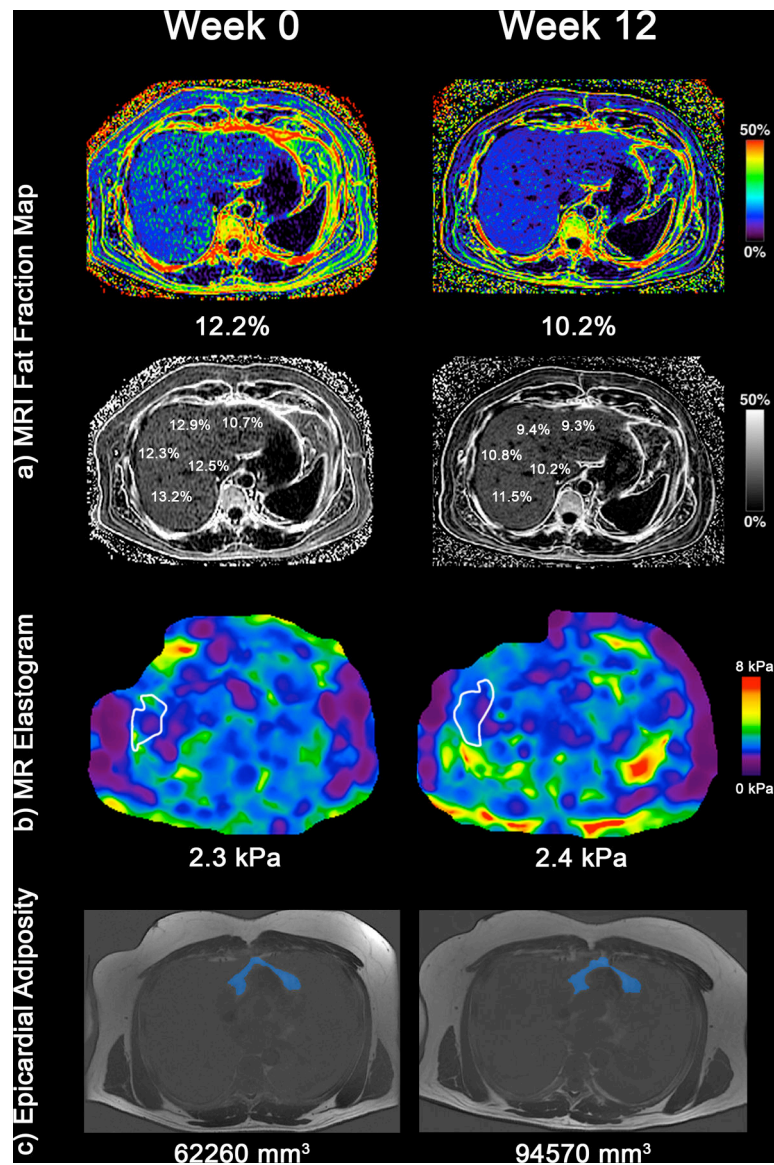 Week 0
Week 12
a) MRI Fat Fraction Map
50%
0%
12.2%
10.2%
12.9%
10.7%
12.3%
12.5%
13.2%
9.4%
9.3%
10.8%
10.2%
11.5%
50%
0%
b) MR Elastogram
8 kPa
0 kPa
2.3 kPa
2.4 kPa
c) Epicardial Adiposity
62260 mm³
94570 mm³